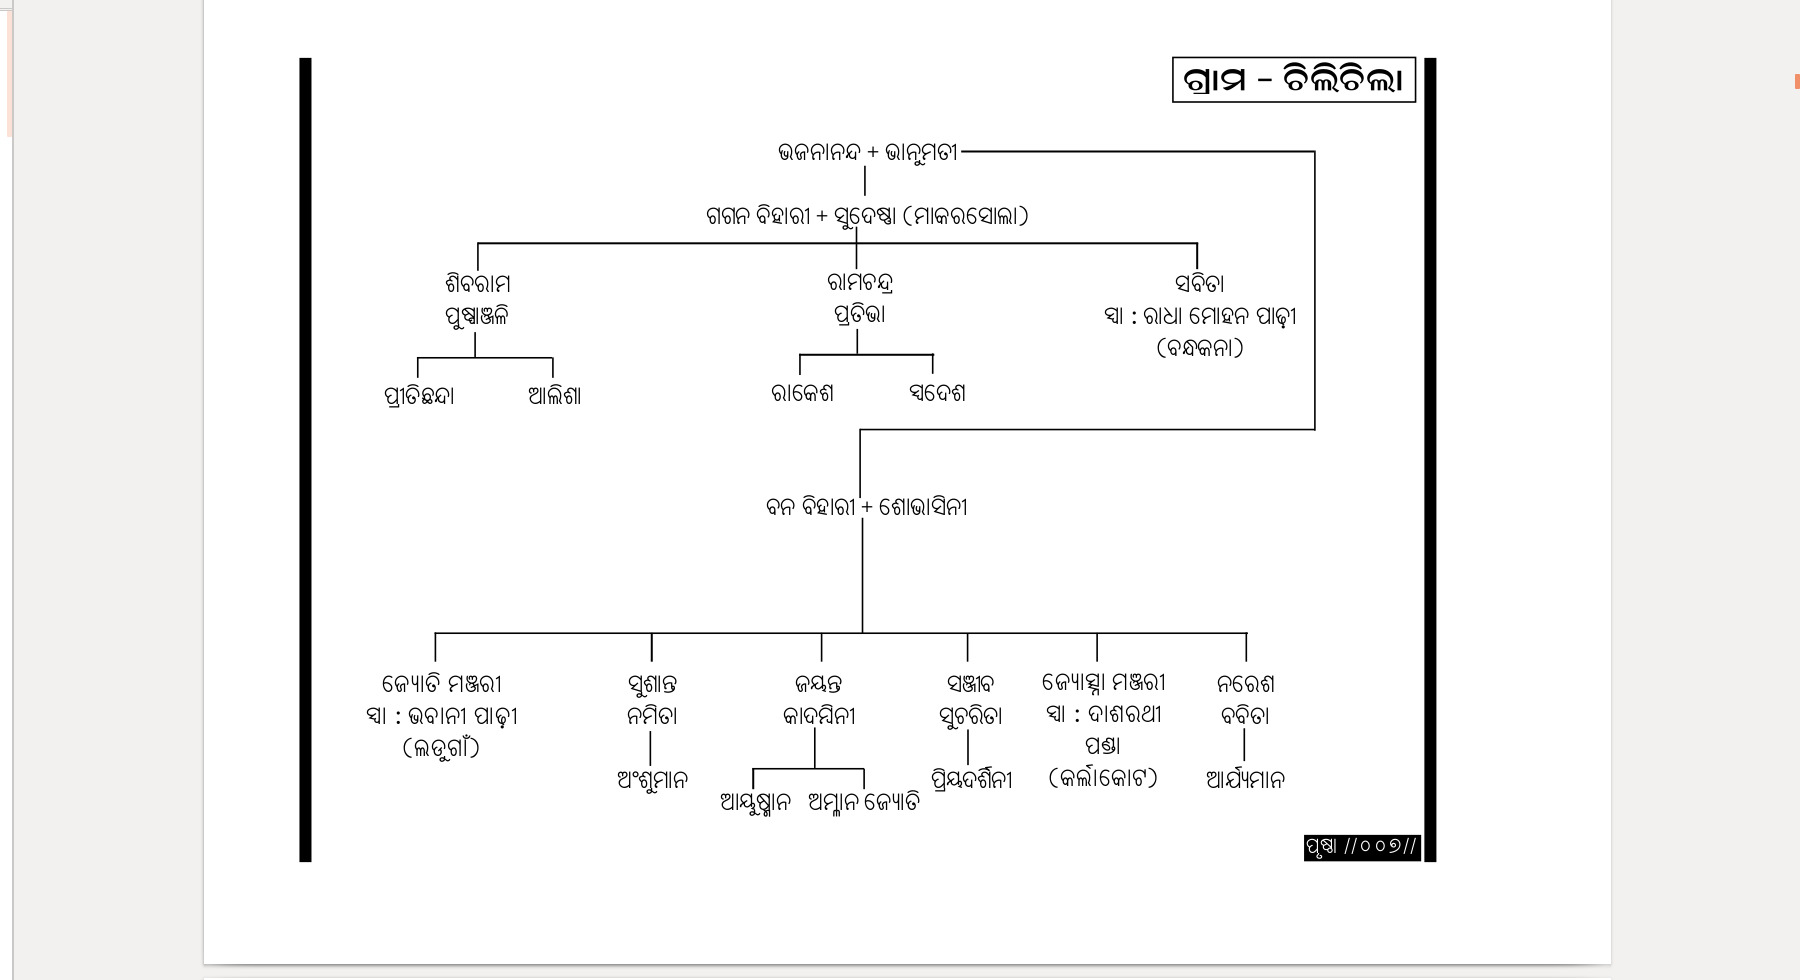 ଗ୍ରାମ - ଚିଲିଚିଲା
ଭଜନାନନ୍ଦ + ଭାନୁମତୀ
ଗଗନ ବିହାରୀ + ସୁଦେଷ୍ଣା (ମାକରସୋଲା)
ଶିବରାମ ରାମଚନ୍ଦ୍ର ସବିତା
ପୁଷ୍ପାଞ୍ଜଳି ପ୍ରତିଭା ସ୍ୱା : ରାଧା ମୋହନ ପାଢ଼ୀ
(ବନ୍ଧକନା)
ପ୍ରୀତିଛନ୍ଦା ଆଲିଶା ରାକେଶ ସ୍ୱଦେଶ
ବନ ବିହାରୀ + ଶୋଭାସିନୀ
ଜ୍ୟୋତି ମଞ୍ଜରୀ ସୁଶାନ୍ତ ଜୟନ୍ତ ସଞ୍ଜୀବ ଜ୍ୟୋତ୍ସ୍ନା ମଞ୍ଜରୀ ନରେଶ
ସ୍ୱା : ଭବାନୀ ପାଢ଼ୀ ନମିତା କାଦମ୍ବିନୀ ସୁଚରିତା ସ୍ୱା : ଦାଶରଥୀ ବବିତା
(ଲଡୁଗାଁ) ପଣ୍ଡା
ଅଂଶୁମାନ ପ୍ରିୟଦର୍ଶିନୀ (କର୍ଲାକୋଟ) ଆର୍ଯ୍ୟମାନ
ଆୟୁଷ୍ମାନ ଅମ୍ଳାନ ଜ୍ୟୋତି
ପୃଷ୍ଠା //୦୦୭//